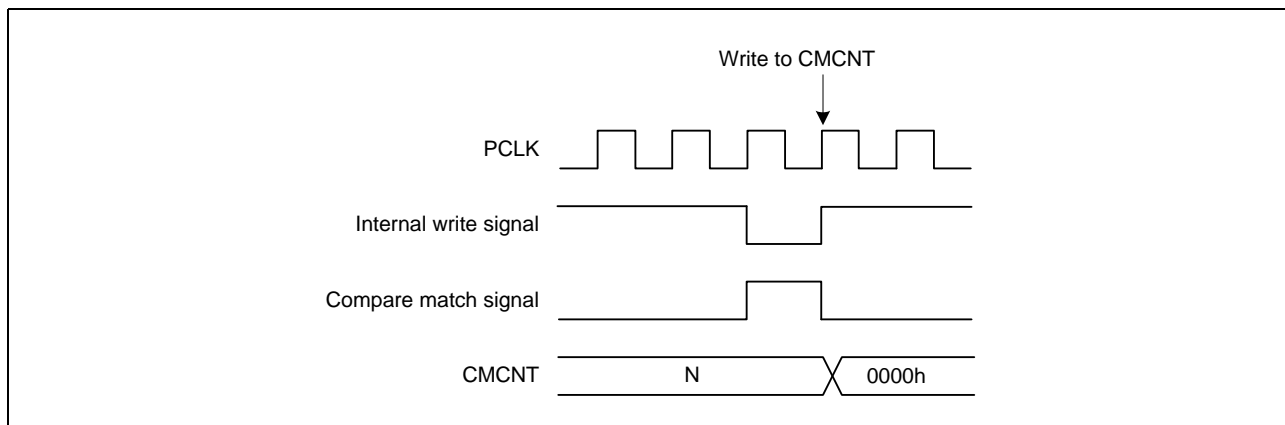 Write to CMCNT
PCLK
Internal write signal
Compare match signal
CMCNT
N
0000h